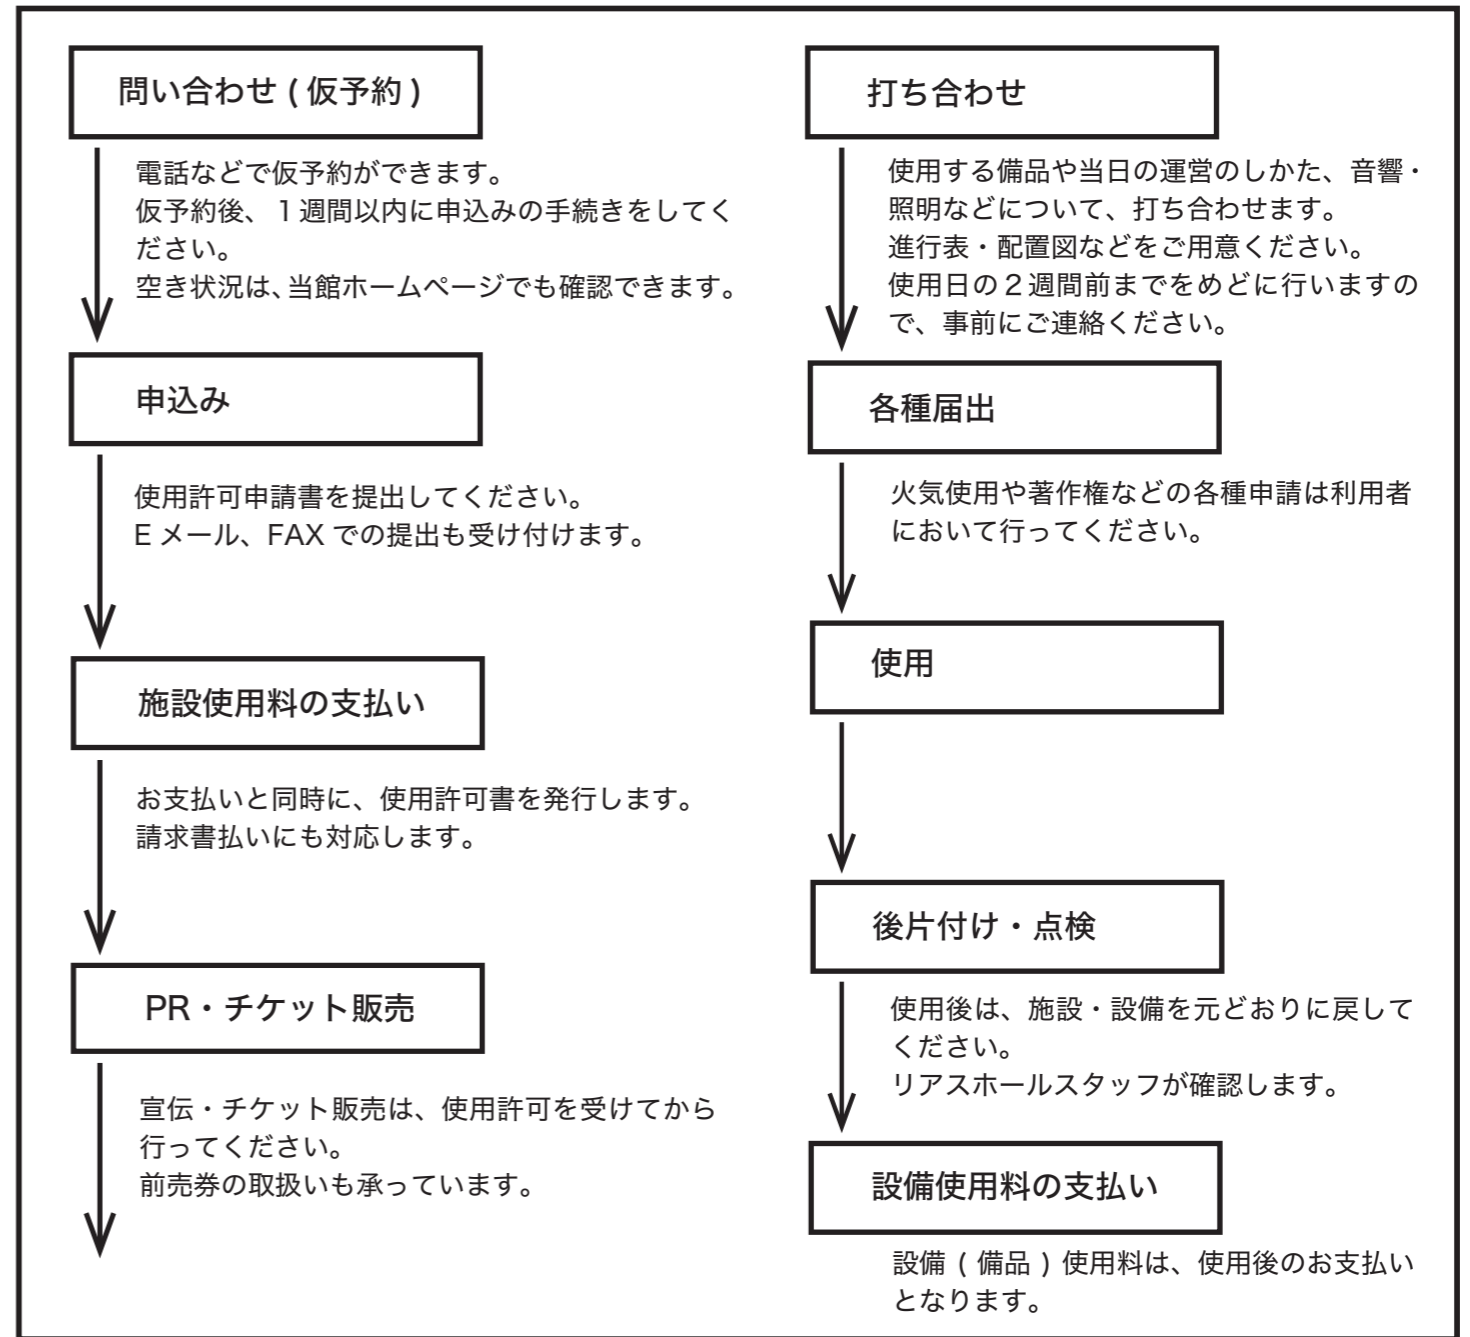 問い合わせ ( 仮予約 )
電話などで仮予約ができます。
仮予約後、１週間以内に申込みの手続きをしてく
ださい。
空き状況は、当館ホームページでも確認できます。
申込み
使用許可申請書を提出してください。
E メール、FAX での提出も受け付けます。
施設使用料の支払い
お支払いと同時に、使用許可書を発行します。
請求書払いにも対応します。
PR・チケット販売
宣伝・チケット販売は、使用許可を受けてから
行ってください。
前売券の取扱いも承っています。
打ち合わせ
使用する備品や当日の運営のしかた、音響・
照明などについて、打ち合わせます。
進行表・配置図などをご用意ください。
使用日の２週間前までをめどに行いますの
で、事前にご連絡ください。
各種届出
火気使用や著作権などの各種申請は利用者
において行ってください。
使用
後片付け・点検
使用後は、施設・設備を元どおりに戻して
ください。
リアスホールスタッフが確認します。
設備使用料の支払い
設備 ( 備品 ) 使用料は、使用後のお支払い
となります。